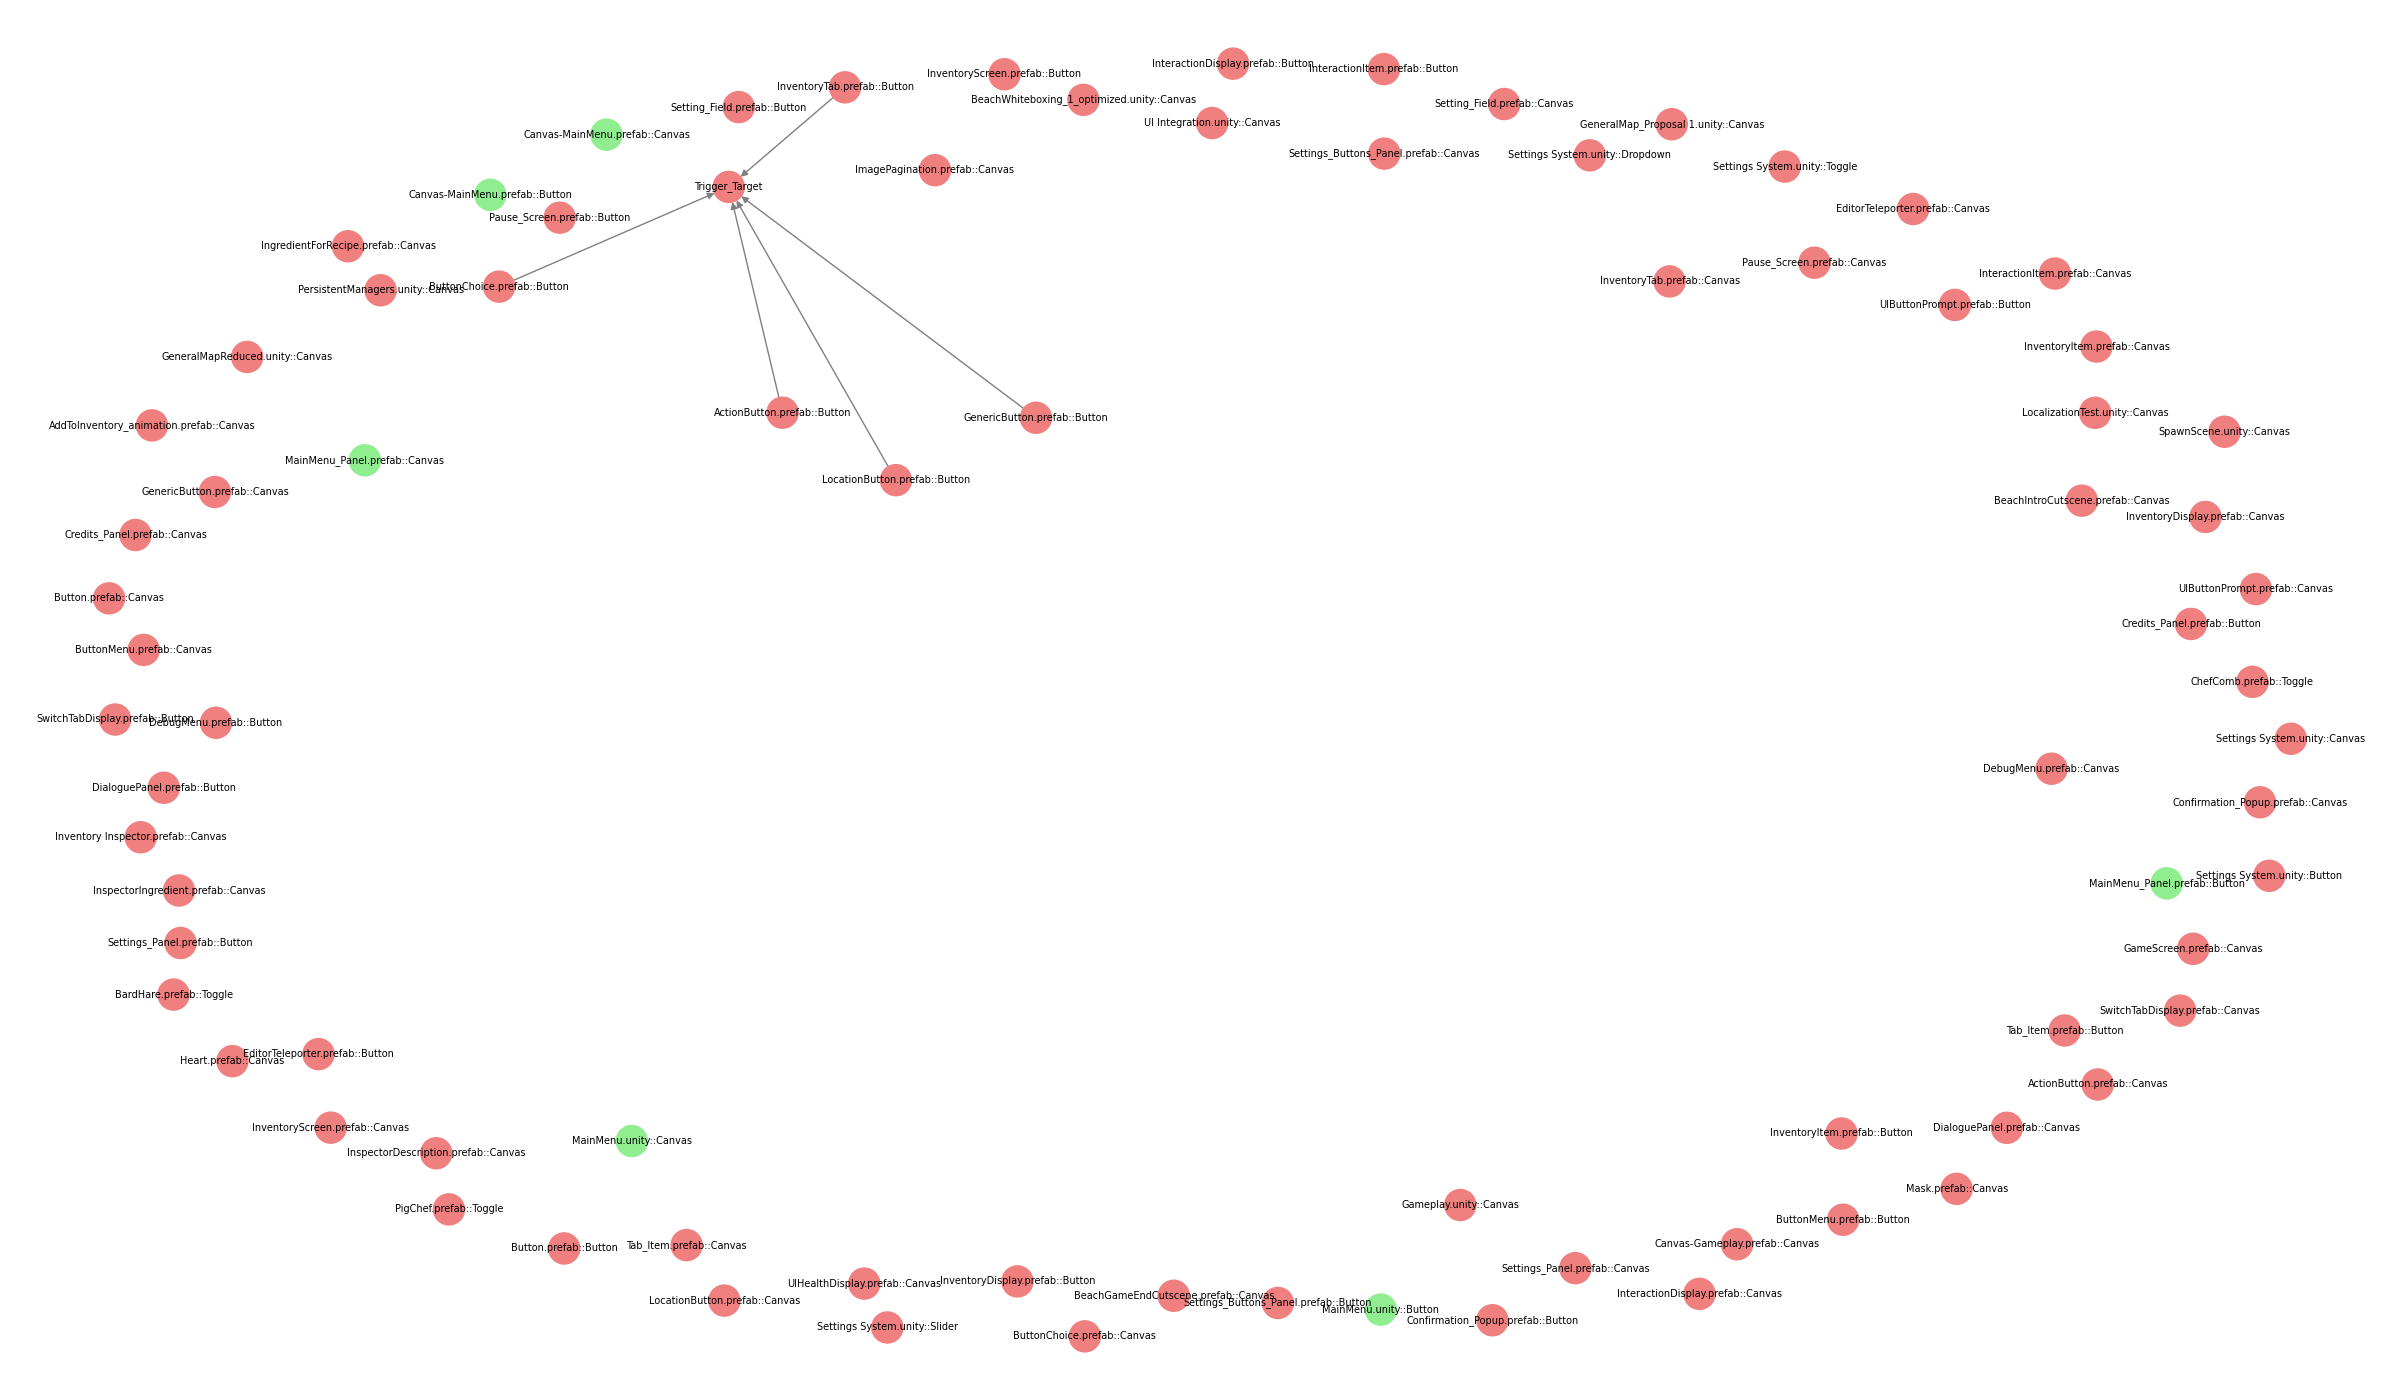 InteractionDisplay.prefab::Button
InteractionItem.prefab::Button
InventoryScreen.prefab::Button
InventoryTab.prefab::Button
BeachWhiteboxing_1_optimized.unity::Canvas
Setting_Field.prefab::Canvas
Setting_Field.prefab::Button
UI Integration.unity::Canvas
GeneralMap_Proposal 1.unity::Canvas
Canvas-MainMenu.prefab::Canvas
Settings_Buttons_Panel.prefab::Canvas
Settings System.unity::Dropdown
Settings System.unity::Toggle
ImagePagination.prefab::Canvas
Trigger_Target
Canvas-MainMenu.prefab::Button
EditorTeleporter.prefab::Canvas
Pause_Screen.prefab::Button
IngredientForRecipe.prefab::Canvas
Pause_Screen.prefab::Canvas
InteractionItem.prefab::Canvas
InventoryTab.prefab::Canvas
ButtonChoice.prefab::Button
PersistentManagers.unity::Canvas
UIButtonPrompt.prefab::Button
InventoryItem.prefab::Canvas
GeneralMapReduced.unity::Canvas
ActionButton.prefab::Button
LocalizationTest.unity::Canvas
GenericButton.prefab::Button
AddToInventory_animation.prefab::Canvas
SpawnScene.unity::Canvas
MainMenu_Panel.prefab::Canvas
LocationButton.prefab::Button
GenericButton.prefab::Canvas
BeachIntroCutscene.prefab::Canvas
InventoryDisplay.prefab::Canvas
Credits_Panel.prefab::Canvas
UIButtonPrompt.prefab::Canvas
Button.prefab::Canvas
Credits_Panel.prefab::Button
ButtonMenu.prefab::Canvas
ChefComb.prefab::Toggle
SwitchTabDisplay.prefab::Button
DebugMenu.prefab::Button
Settings System.unity::Canvas
DebugMenu.prefab::Canvas
DialoguePanel.prefab::Button
Confirmation_Popup.prefab::Canvas
Inventory Inspector.prefab::Canvas
Settings System.unity::Button
MainMenu_Panel.prefab::Button
InspectorIngredient.prefab::Canvas
Settings_Panel.prefab::Button
GameScreen.prefab::Canvas
BardHare.prefab::Toggle
SwitchTabDisplay.prefab::Canvas
Tab_Item.prefab::Button
EditorTeleporter.prefab::Button
Heart.prefab::Canvas
ActionButton.prefab::Canvas
InventoryScreen.prefab::Canvas
DialoguePanel.prefab::Canvas
InventoryItem.prefab::Button
MainMenu.unity::Canvas
InspectorDescription.prefab::Canvas
Mask.prefab::Canvas
Gameplay.unity::Canvas
PigChef.prefab::Toggle
ButtonMenu.prefab::Button
Canvas-Gameplay.prefab::Canvas
Tab_Item.prefab::Canvas
Button.prefab::Button
Settings_Panel.prefab::Canvas
InventoryDisplay.prefab::Button
UIHealthDisplay.prefab::Canvas
InteractionDisplay.prefab::Canvas
BeachGameEndCutscene.prefab::Canvas
LocationButton.prefab::Canvas
Settings_Buttons_Panel.prefab::Button
MainMenu.unity::Button
Confirmation_Popup.prefab::Button
Settings System.unity::Slider
ButtonChoice.prefab::Canvas